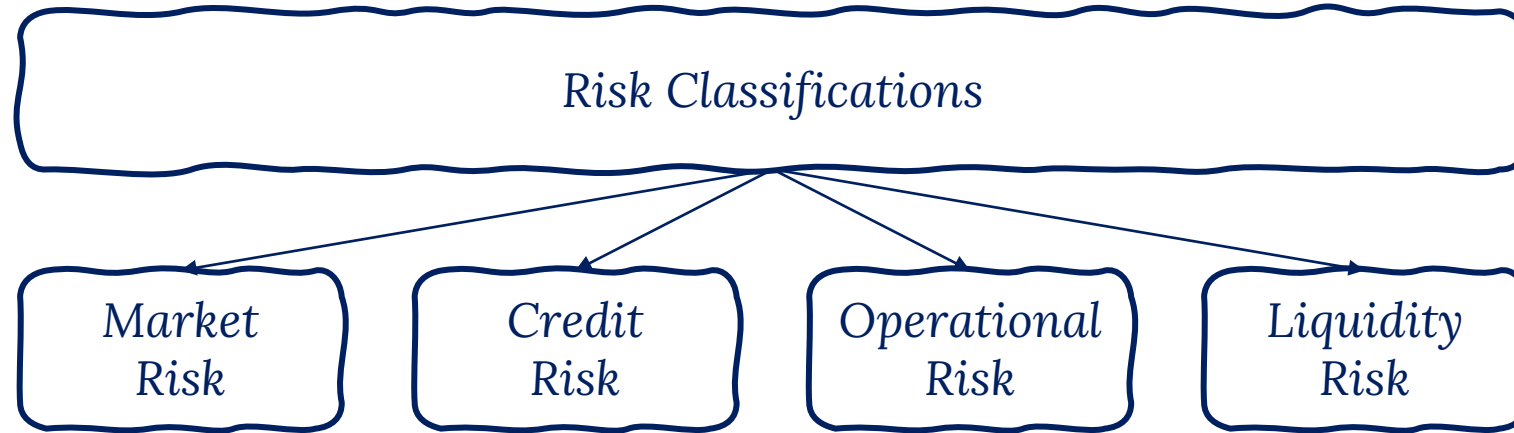 Risk Classifications
Market
Risk
Credit
Risk
Operational
Risk
Liquidity
Risk